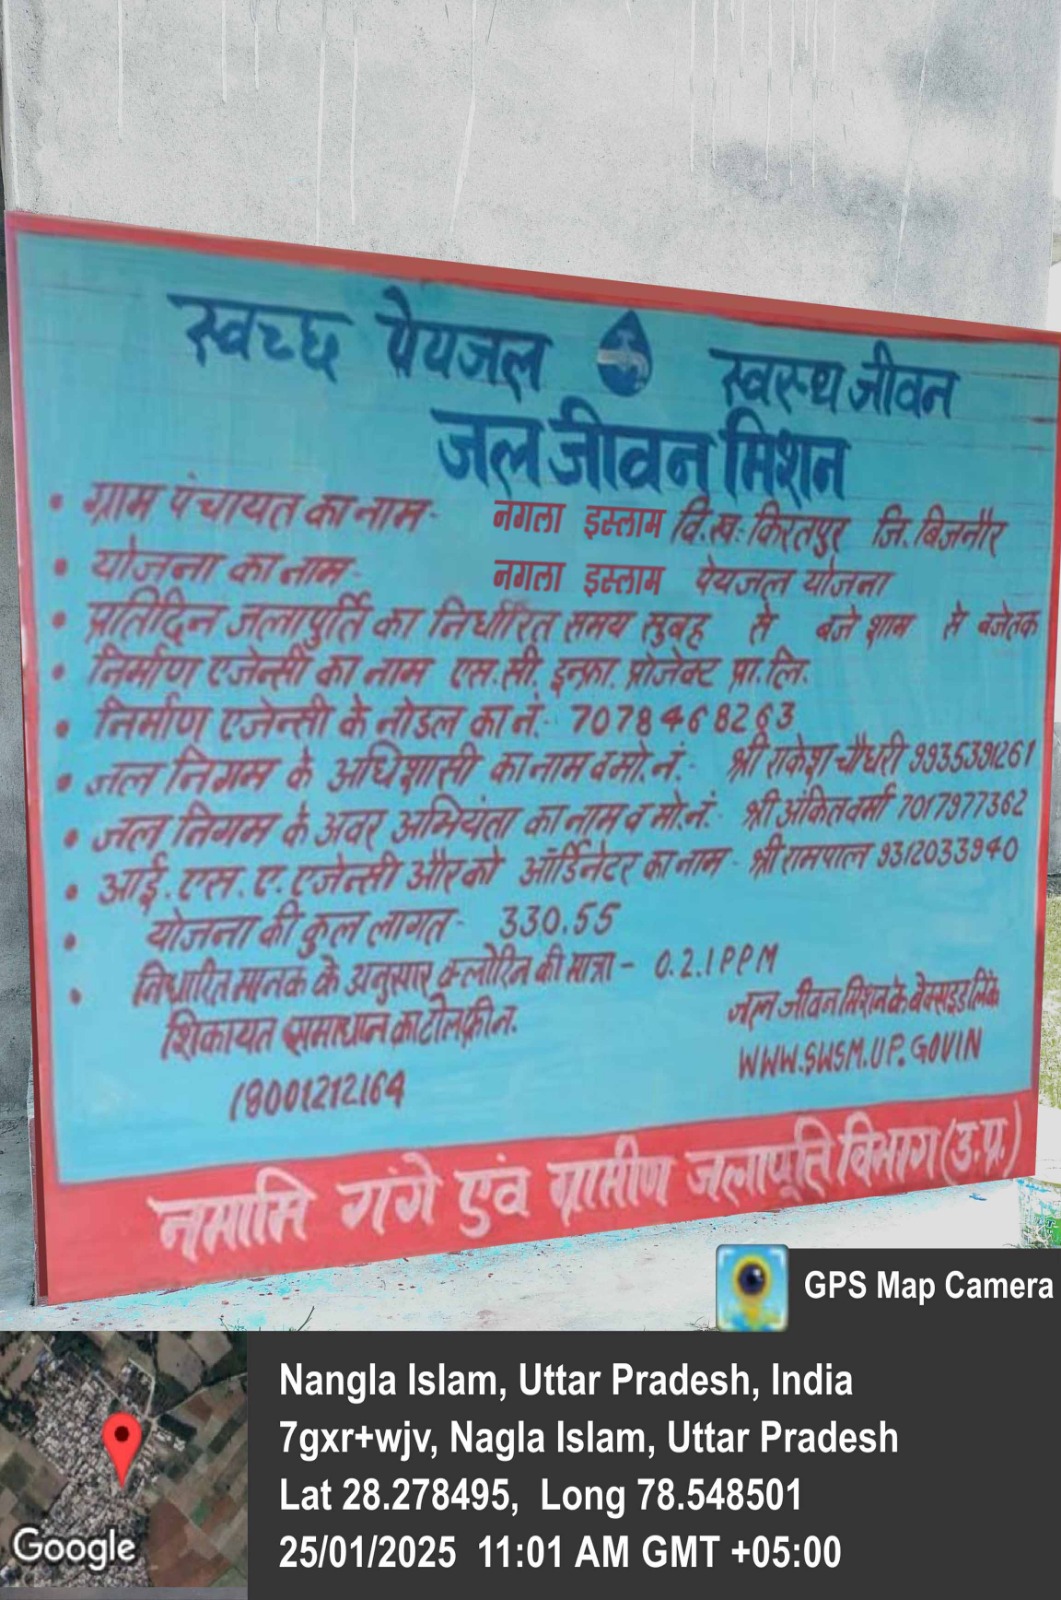 स्वच्छ पेयजल स्वस्थ जीवन
जल जीवन मिशन
• ग्राम पंचायत का नाम- नगला इस्लाम वि.ख: किरतपुर जि. बिजनौर
• योजना का नाम- नगला इस्लाम पेयजल योजना
• प्रतिदिन जलापुर्ति का निर्धारित समय सुबह से बजे शाम से बजे तक
• निर्माण एजेन्सी का नाम एस.सी. इन्फ्रा. प्रोजेक्ट प्रा.लि.
• निर्माण एजेन्सी के नोडल का नं. 7078468263
• जल निगम के अधिशासी का नाम व मो.नं.- श्री राकेश चौधरी 9935391261
• जल निगम के अवर अभियंता का नाम व मो.नं.- श्री अंकित वर्मा 7017977362
• आई.एस.ए.एजेन्सी और को ऑर्डिनेटर का नाम - श्री रामपाल 9312033940
• योजना की कुल लागत- 330.55
• निर्धारित मानक के अनुसार क्लोरिन की मात्रा - 0.2.1 PPM
शिकायत समाधान का टोल फ्री न.
18001212164
जल जीवन मिशन के वेबसाइड लिंक
WWW.SWSM.UP.GOVIN
नमामि गंगे एवं ग्रामीण जलापूर्ति विभाग (उ.प्र.)
GPS Map Camera
Nangla Islam, Uttar Pradesh, India
7gxr+wjv, Nagla Islam, Uttar Pradesh
Lat 28.278495, Long 78.548501
25/01/2025 11:01 AM GMT +05:00
Google